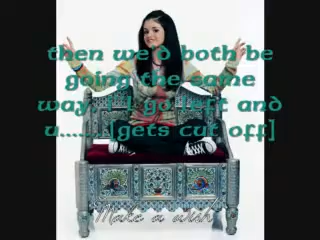 then we'd both be
going the same
way. I I go left and
u...... [gets cut off]
Make a wish